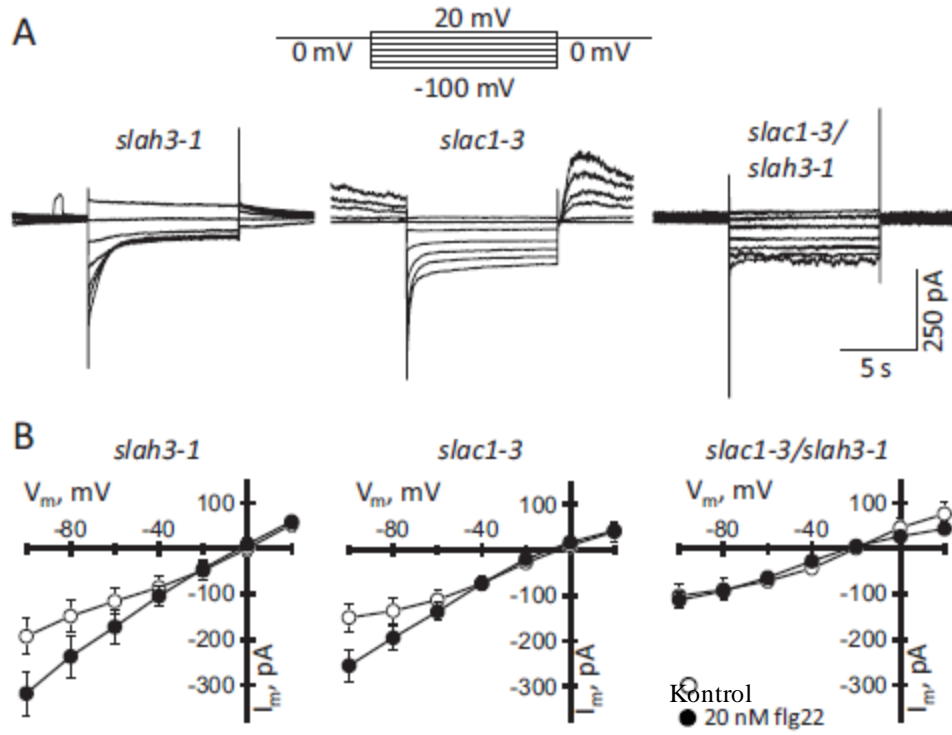 A
20 mV
0 mV
0 mV
-100 mV
slah3-1
slac1-3
slac1-3/
slah3-1
250 pA
5 s
B
slah3-1
slac1-3
slac1-3/slah3-1
Vm, mV
100
-80
-40
-100
-200
-300
Im, pA
Vm, mV
100
-80
-40
-100
-200
-300
Im, pA
Vm, mV
100
-80
-40
-100
-200
-300
Im, pA
Kontrol
20 nM flg22